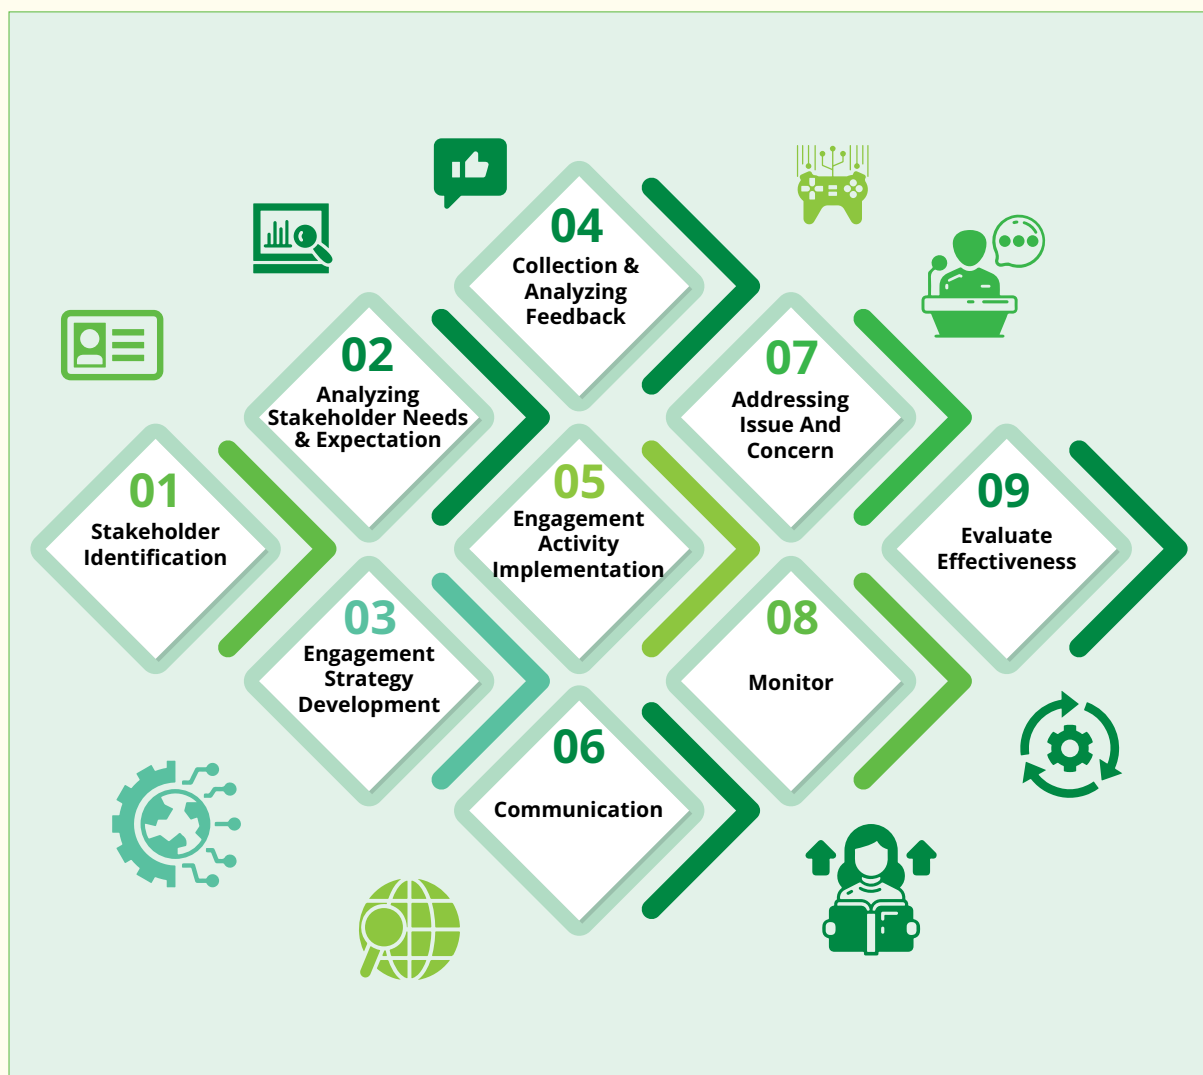 01
Stakeholder
Identification
02
Analyzing
Stakeholder Needs
& Expectation
03
Engagement
Strategy
Development
04
Collection &
Analyzing
Feedback
05
Engagement
Activity
Implementation
06
Communication
07
Addressing
Issue And
Concern
08
Monitor
09
Evaluate
Effectiveness